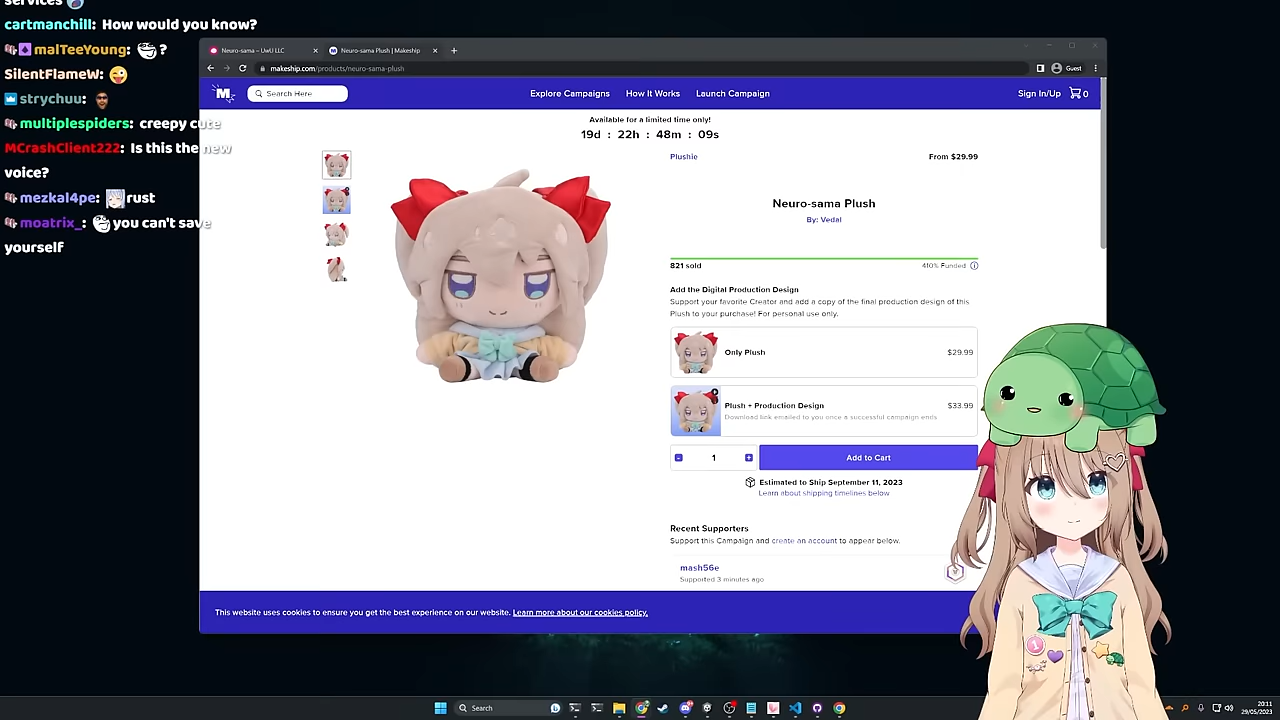 services
cartmanchill: How would you know?
malTeeYoung: ?
SilentFlameW:
strychuu:
multiplespiders: creepy cute
MCrashClient222: Is this the new
voice?
mezkal4pe: rust
moatrix_: you can't save
yourself
Neuro-sama – UwU LLC
Neuro-sama Plush | Makeship
makeship.com/products/neuro-sama-plush
Guest
M
Search Here
Explore Campaigns
How It Works
Launch Campaign
Sign In/Up
0
Available for a limited time only!
19d : 22h : 48m : 09s
Plushie
From $29.99
Neuro-sama Plush
By: Vedal
821 sold
410% Funded
Add the Digital Production Design
Support your favorite Creator and add a copy of the final production design of this
Plush to your purchase! For personal use only.
Only Plush
$29.99
Plush + Production Design
$33.99
Download link emailed to you once a successful campaign ends
1
Add to Cart
Estimated to Ship September 11, 2023
Learn about shipping timelines below
Recent Supporters
Support this Campaign and create an account to appear below.
mash56e
Supported 3 minutes ago
This website uses cookies to ensure you get the best experience on our website. Learn more about our cookies policy.
Search
20:11
29/05/2023